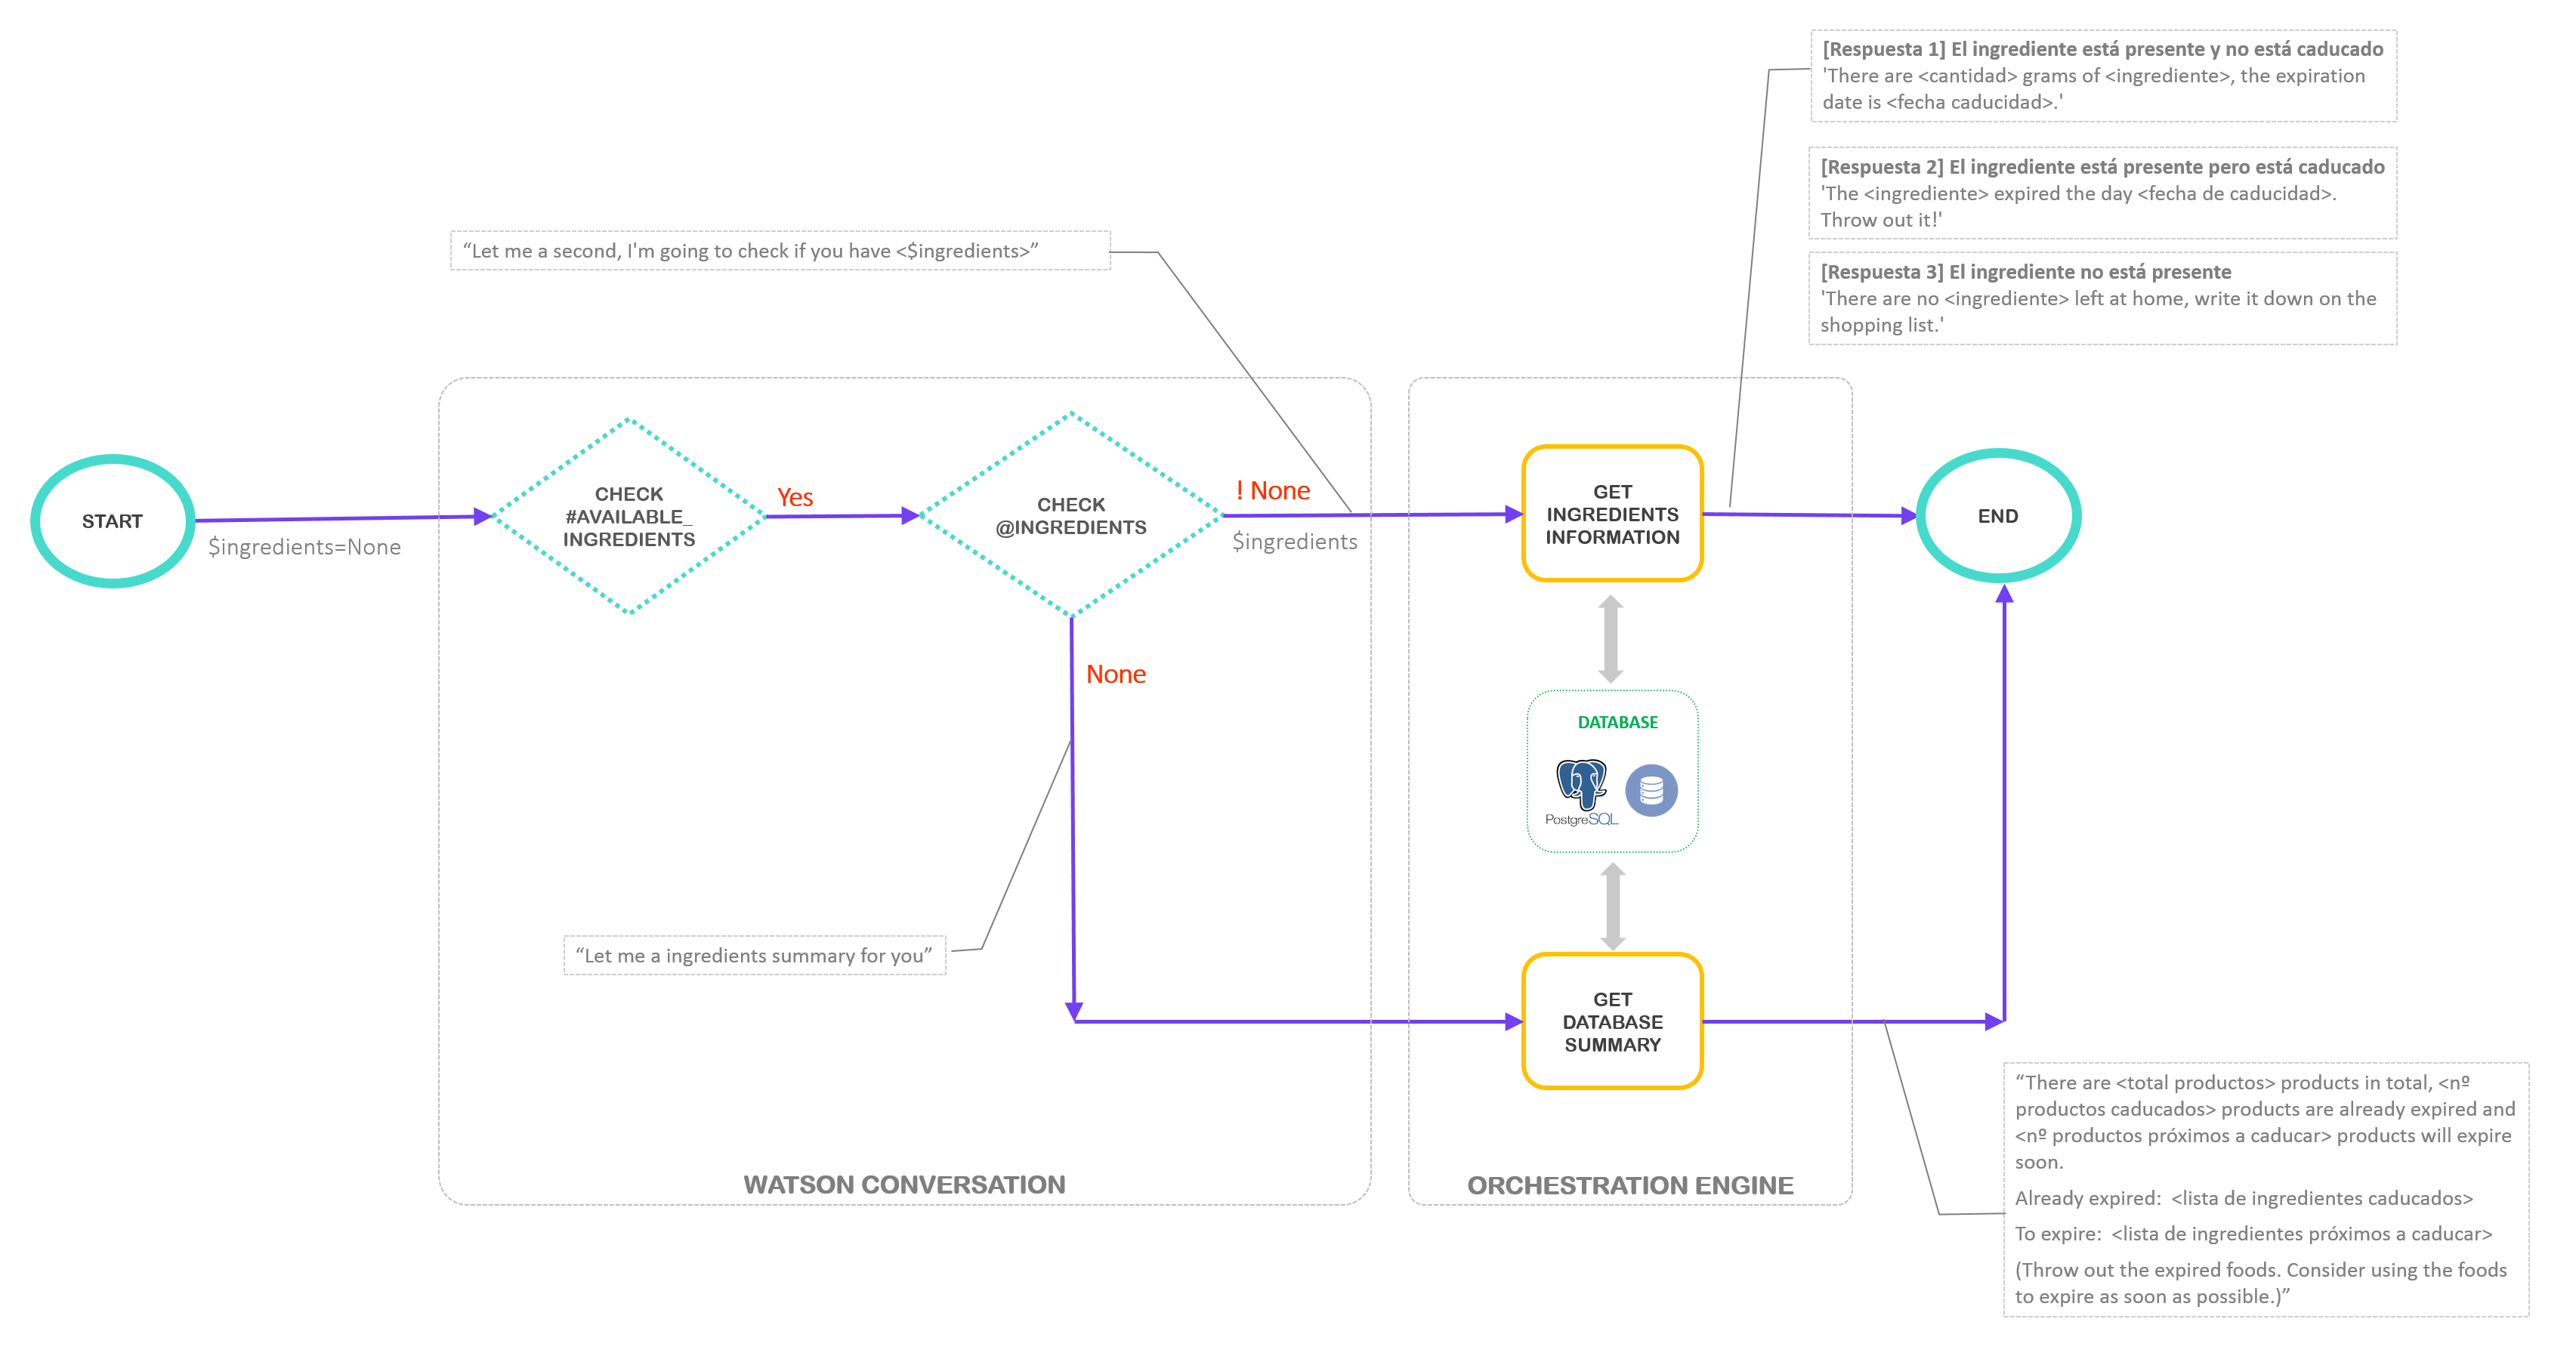 [Respuesta 1] El ingrediente está presente y no está caducado
'There are <cantidad> grams of <ingrediente>, the expiration
date is <fecha caducidad>.'
[Respuesta 2] El ingrediente está presente pero está caducado
'The <ingrediente> expired the day <fecha de caducidad>.
Throw out it!'
[Respuesta 3] El ingrediente no está presente
'There are no <ingrediente> left at home, write it down on the
shopping list.'
“Let me a second, I'm going to check if you have <$ingredients>”
START
$ingredients=None
CHECK
#AVAILABLE_
INGREDIENTS
Yes
CHECK
@INGREDIENTS
! None
$ingredients
GET
INGREDIENTS
INFORMATION
END
None
DATABASE
PostgreSQL
“Let me a ingredients summary for you”
GET
DATABASE
SUMMARY
WATSON CONVERSATION
ORCHESTRATION ENGINE
“There are <total productos> products in total, <nº
productos caducados> products are already expired and
<nº productos próximos a caducar> products will expire
soon.
Already expired:  <lista de ingredientes caducados>
To expire:  <lista de ingredientes próximos a caducar>
(Throw out the expired foods. Consider using the foods
to expire as soon as possible.)”